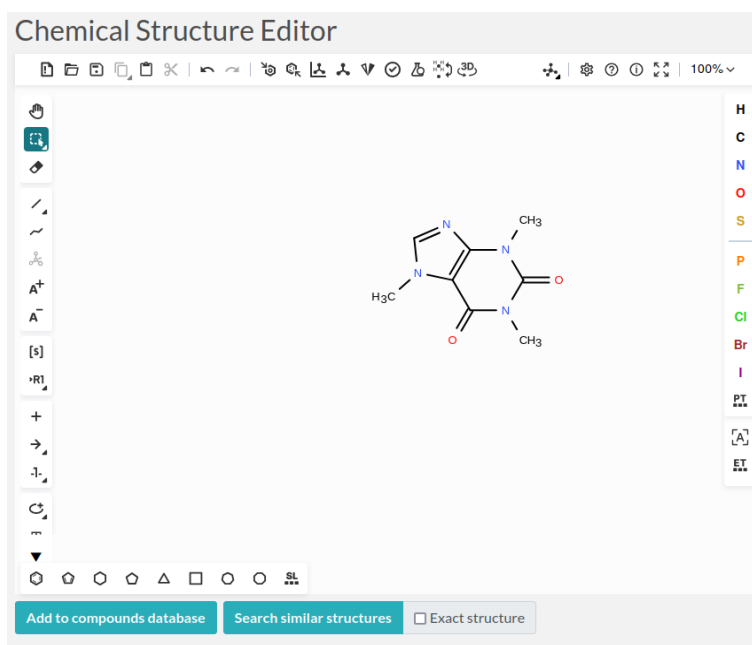 Chemical Structure Editor
3D
100%
H
C
N
O
S
P
F
Cl
Br
I
PT
[A]
ET
A+
A-
[s]
R1
N
CH3
N
O
N
H3C
N
CH3
O
SL
Add to compounds database
Search similar structures
Exact structure